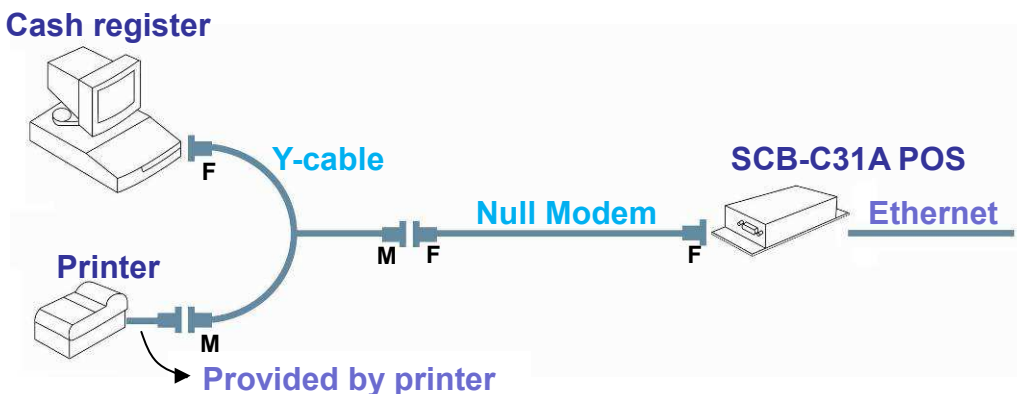 Cash register
F
Y-cable
SCB-C31A POS
Null Modem
Ethernet
M
F
F
Printer
M
Provided by printer